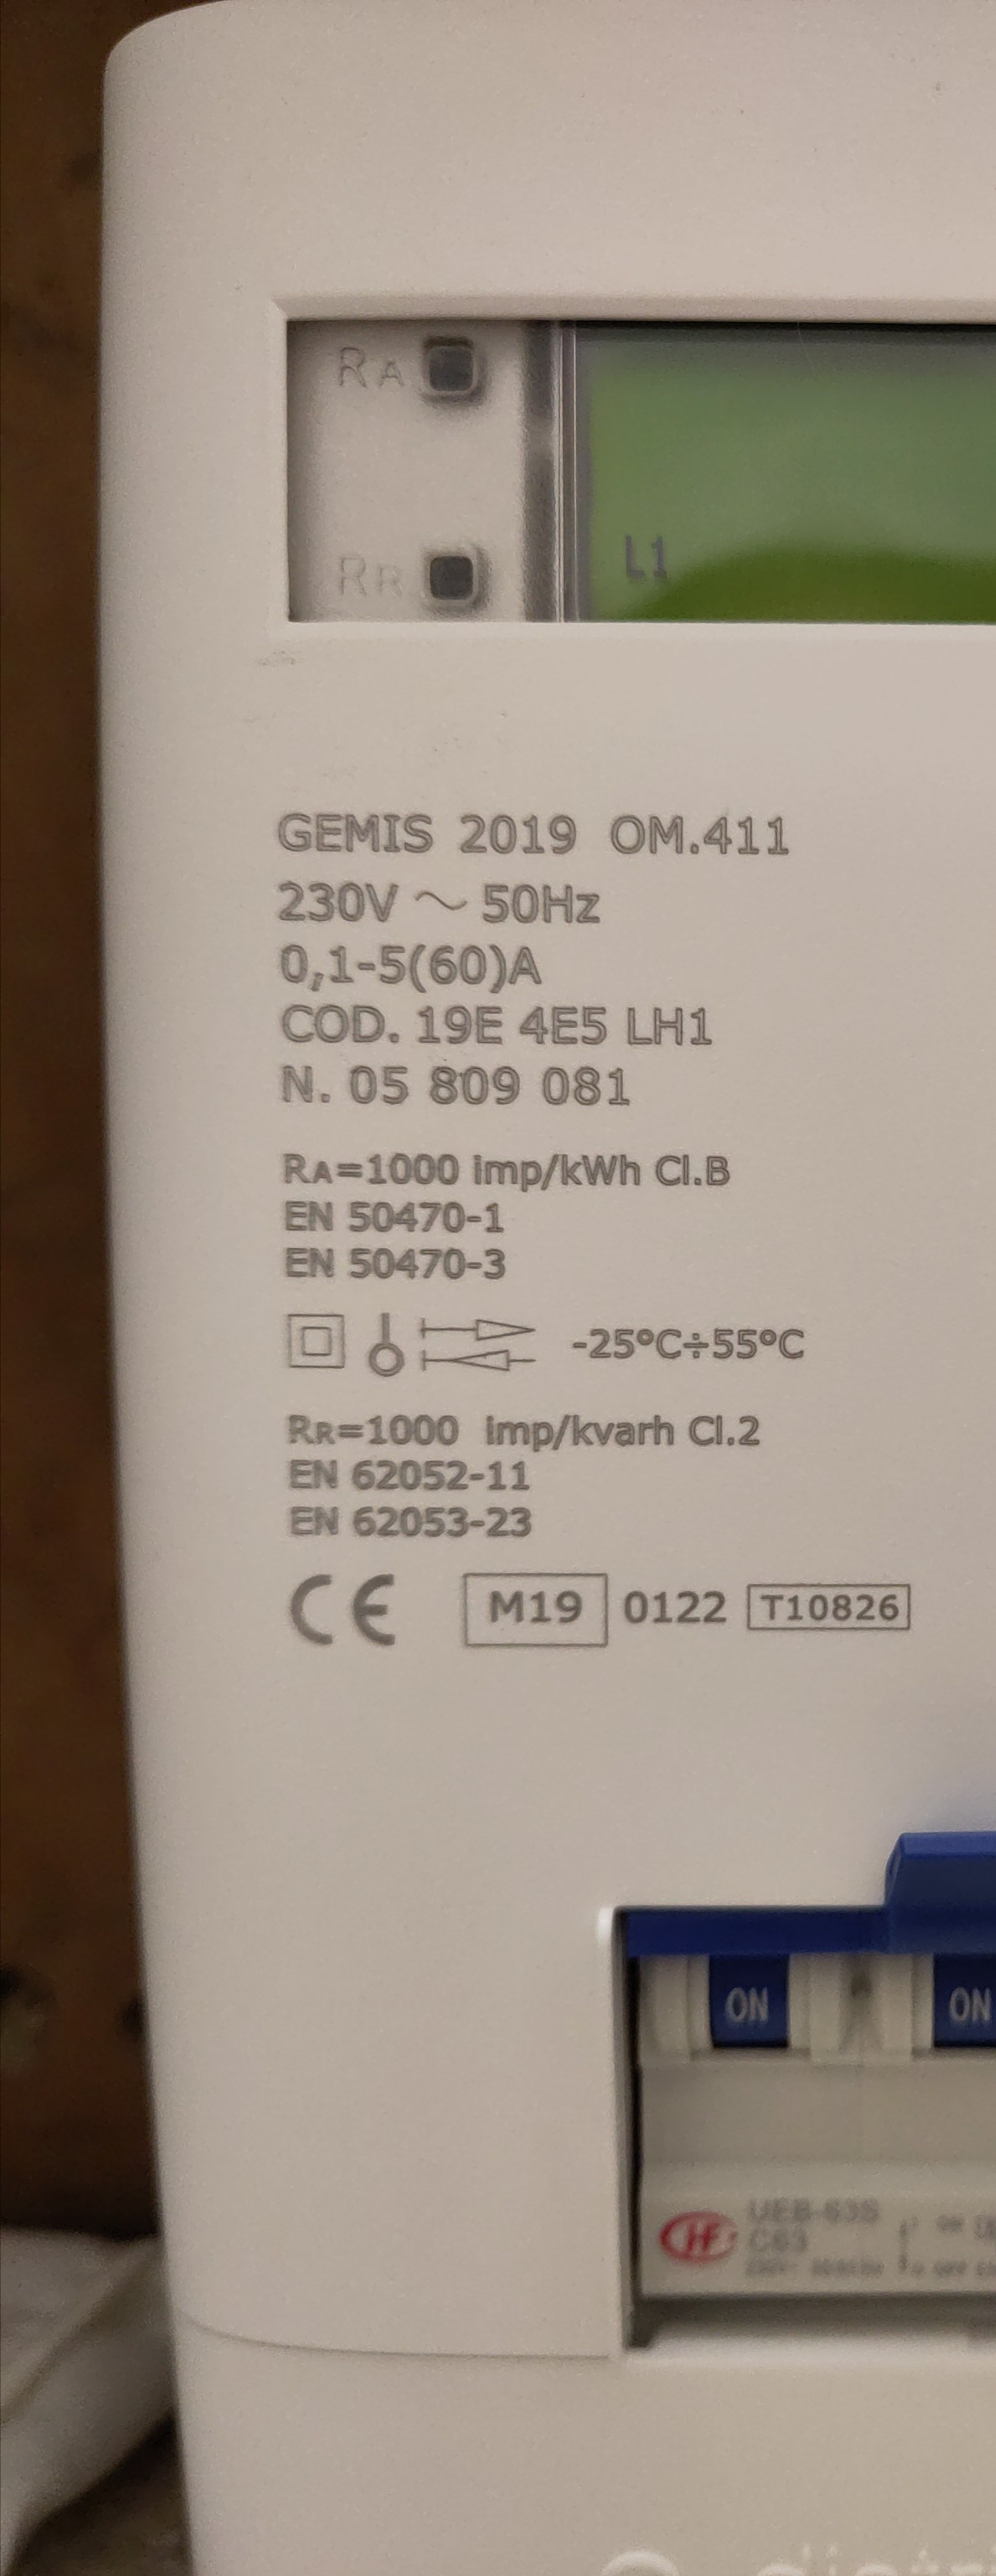 RA
RR
L1
GEMIS 2019 OM.411
230V ~ 50Hz
0,1-5(60)A
COD. 19E 4E5 LH1
N. 05 809 081
RA=1000 imp/kWh Cl.B
EN 50470-1
EN 50470-3
-25°C÷55°C
RR=1000 imp/kvarh Cl.2
EN 62052-11
EN 62053-23
CE M19 0122 T10826
ON ON
UEB-63S
C63